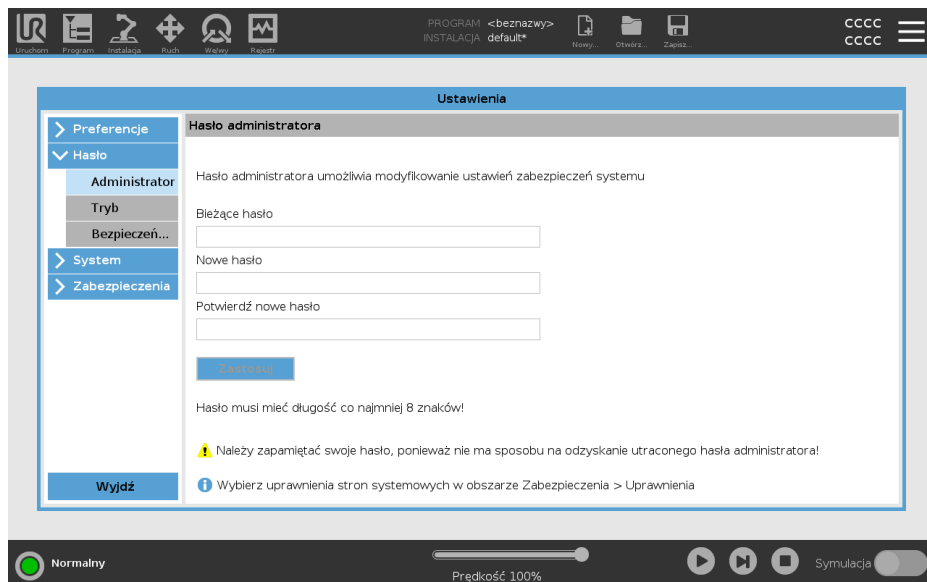 PROGRAM <beznazwy>
INSTALACJA default*
CCCC
CCCC
Uruchom Program Instalacja Ruch We/wy Rejestr Nowy... Otwórz... Zapisz...
Ustawienia
Preferencje
Hasło administratora
Hasło
Administrator
Hasło administratora umożliwia modyfikowanie ustawień zabezpieczeń systemu
Tryb
Bieżące hasło
Bezpieczeń...
System
Nowe hasło
Zabezpieczenia
Potwierdź nowe hasło
Zastosuj
Hasło musi mieć długość co najmniej 8 znaków!
Należy zapamiętać swoje hasło, ponieważ nie ma sposobu na odzyskanie utraconego hasła administratora!
Wyjdź
Wybierz uprawnienia stron systemowych w obszarze Zabezpieczenia > Uprawnienia
Normalny
Prędkość 100%
Symulacja